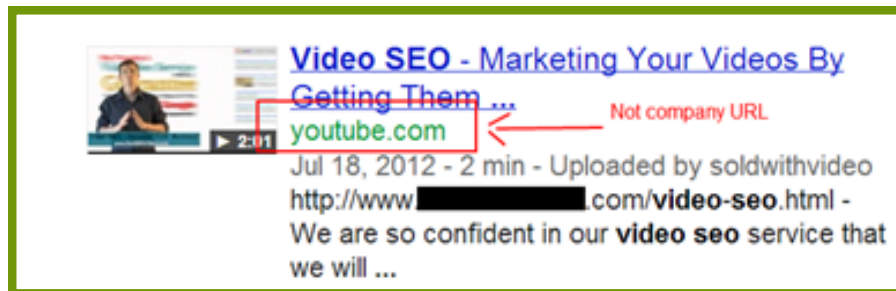 Video SEO - Marketing Your Videos By
Getting Them ...
youtube.com
Not company URL
2:01
Jul 18, 2012 - 2 min - Uploaded by soldwithvideo
http://www. .com/video-seo.html -
We are so confident in our video seo service that
we will ...